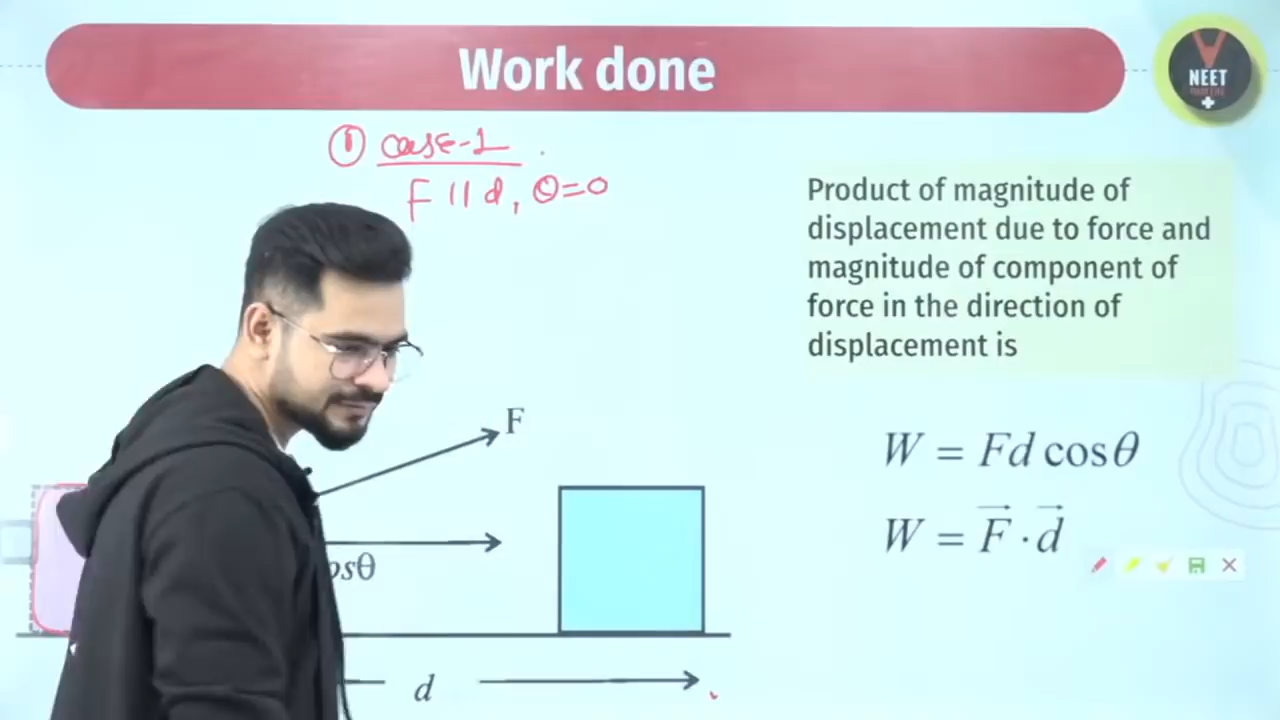 Work done
NEET
① case-1
F || d, θ=0
Product of magnitude of
displacement due to force and
magnitude of component of
force in the direction of
displacement is
F
W = Fd cosθ
W = F⃗ · d⃗
osθ
d